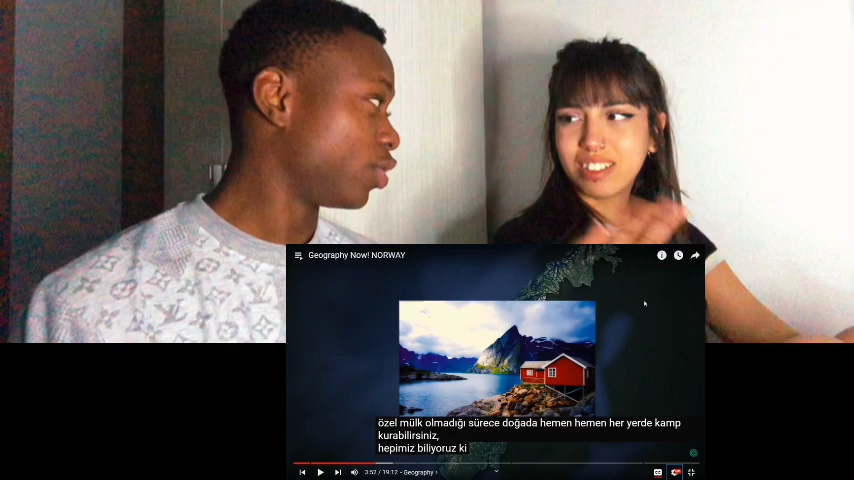 Geography Now! NORWAY
özel mülk olmadığı sürece doğada hemen hemen her yerde kamp
kurabilirsiniz,
hepimiz biliyoruz ki
3:52 / 19:12 • Geography